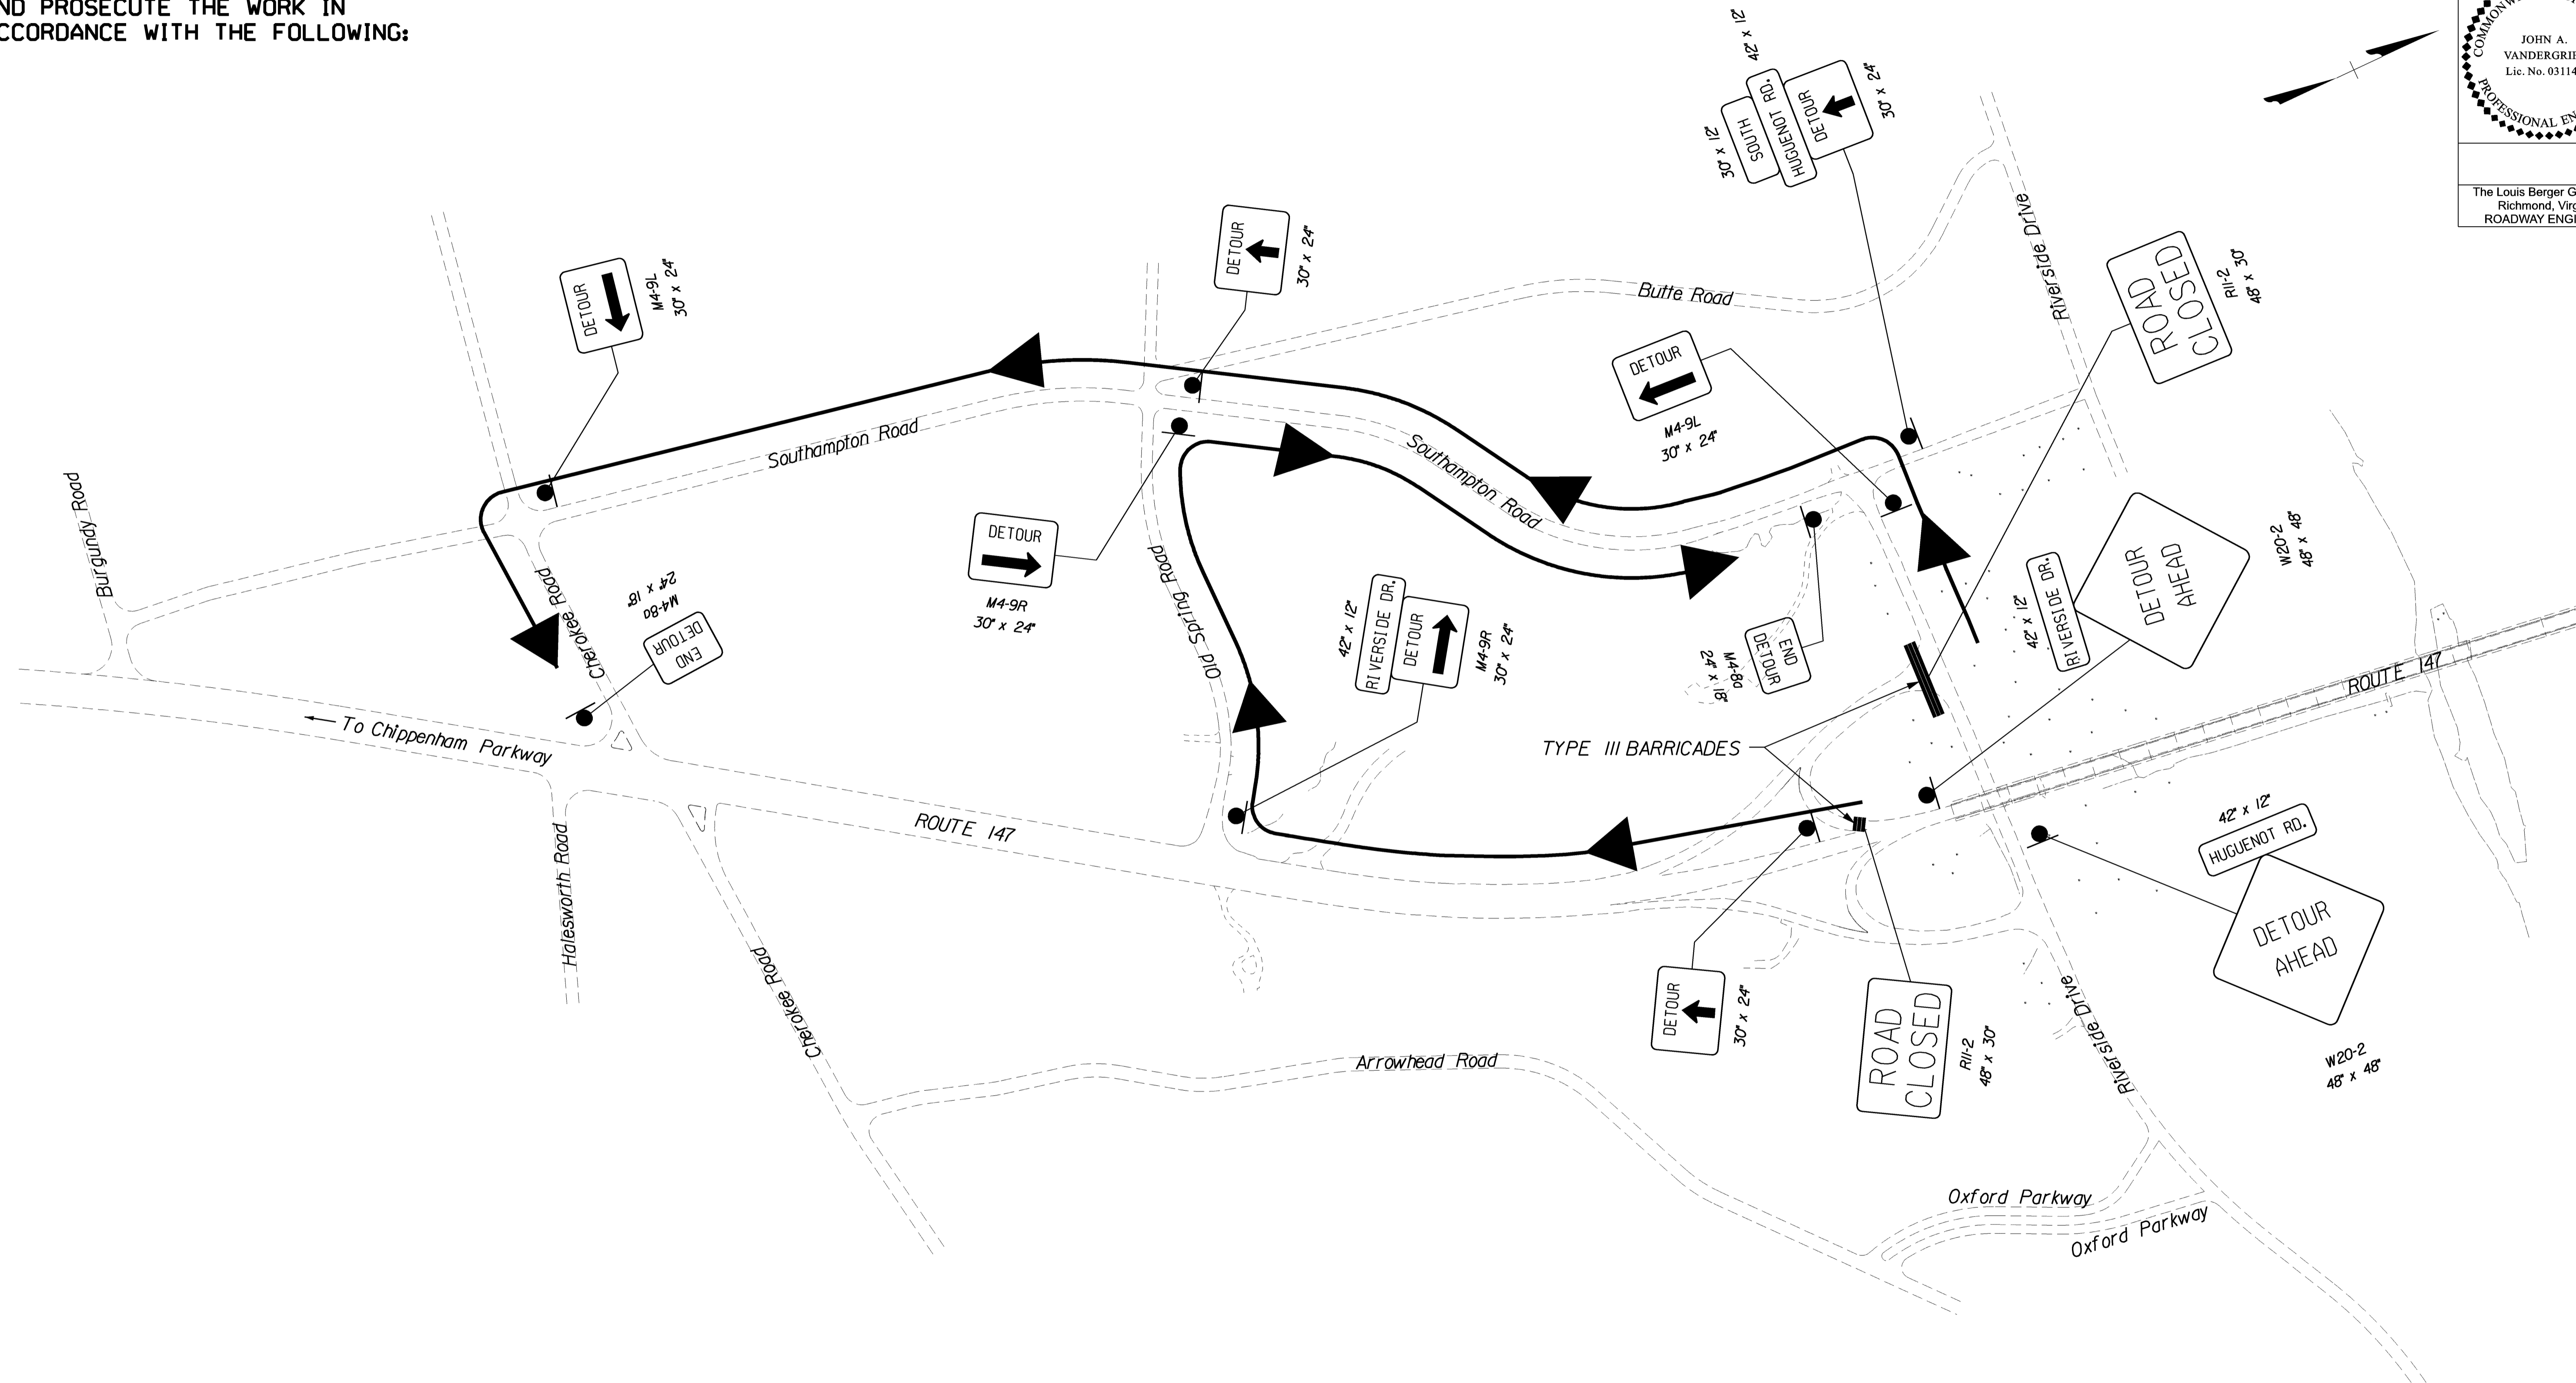 ND PROSECUTE THE WORK IN
CCORDANCE WITH THE FOLLOWING:
JOHN A.
VANDERGRIE
Lic. No. 03114
COMMONW
PROFESSIONAL EN
The Louis Berger G
Richmond, Virg
ROADWAY ENGI
30" x 12"
SOUTH
42" x 12"
HUGUENOT RD.
DETOUR
30" x 24"
DETOUR
M4-9L
30" x 24"
DETOUR
30" x 24"
Butte Road
Riverside Drive
ROAD
CLOSED
R11-2
48" x 30"
DETOUR
M4-9L
30" x 24"
Southampton Road
Southampton Road
Burgundy Road
Cherokee Road
END
DETOUR
M4-8a
24" x 18"
DETOUR
M4-9R
30" x 24"
Old Spring Road
42" x 12"
RIVERSIDE DR.
DETOUR
M4-9R
30" x 24"
END
DETOUR
M4-8a
24" x 18"
42" x 12"
RIVERSIDE DR.
DETOUR
AHEAD
W20-2
48" x 48"
ROUTE 147
To Chippenham Parkway
TYPE III BARRICADES
ROUTE 147
42" x 12"
HUGUENOT RD.
DETOUR
AHEAD
W20-2
48" x 48"
Halesworth Road
Cherokee Road
DETOUR
30" x 24"
ROAD
CLOSED
R11-2
48" x 30"
Riverside Drive
Arrowhead Road
Oxford Parkway
Oxford Parkway